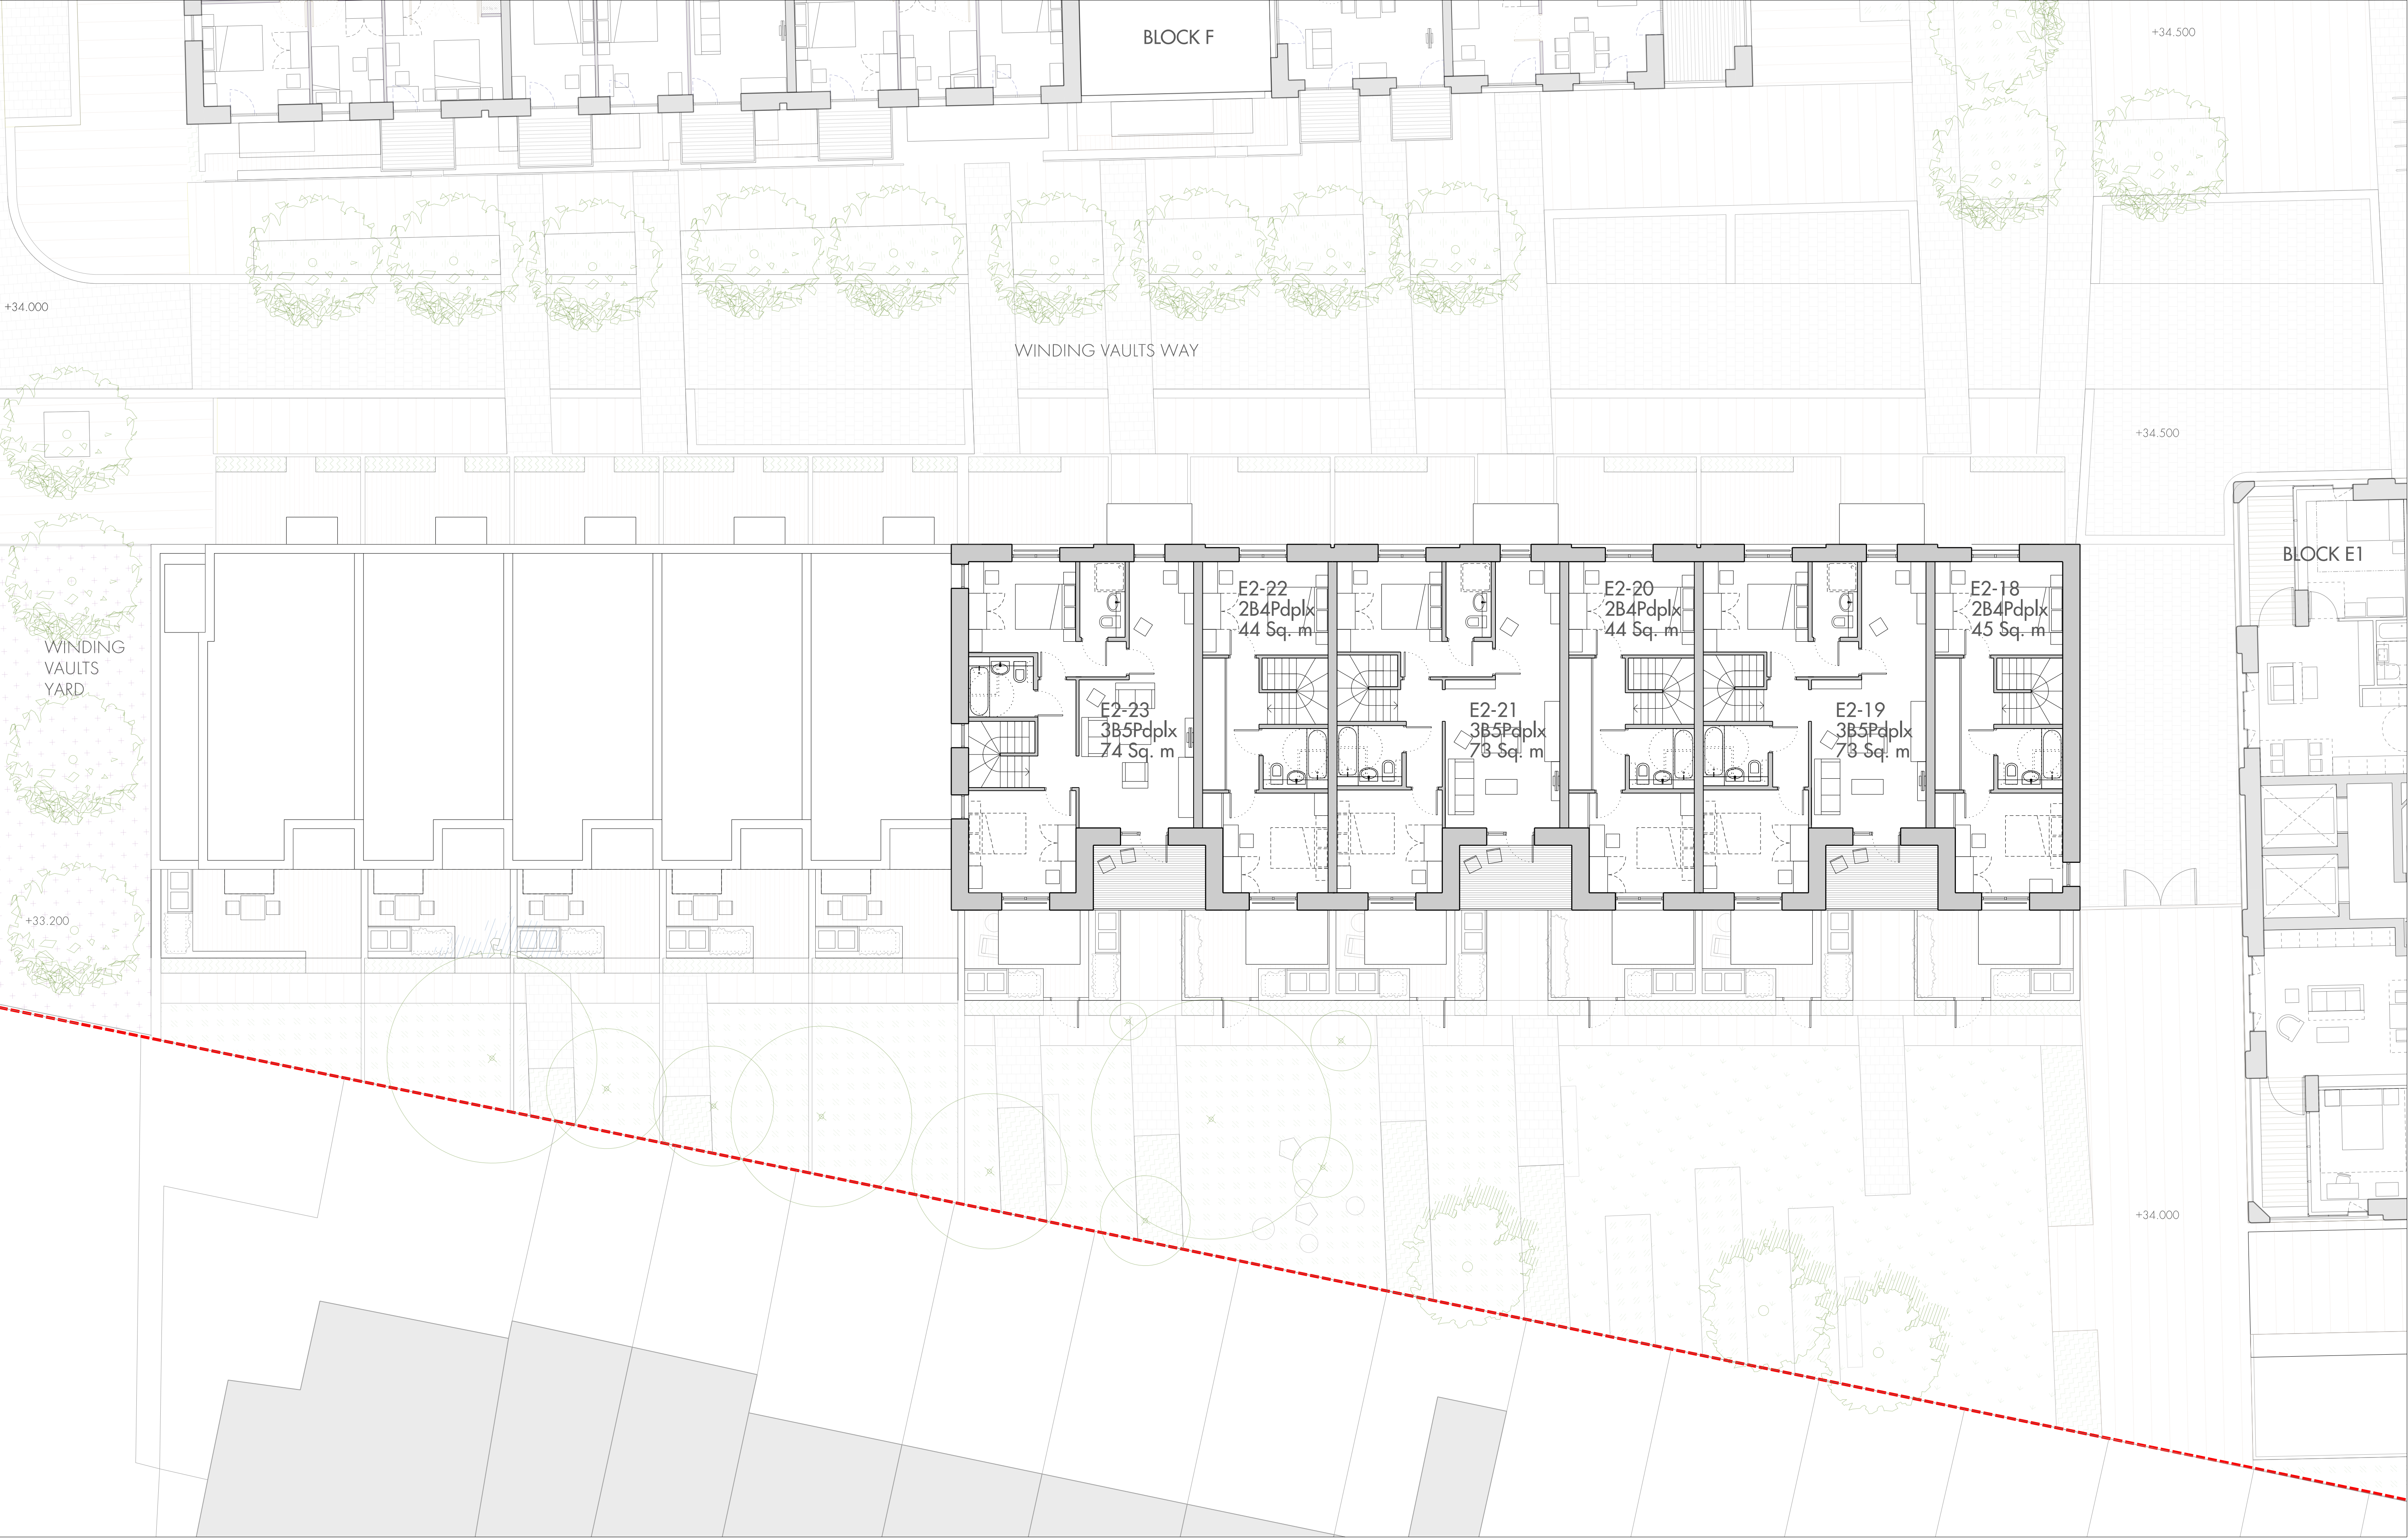 BLOCK F
+34.500
+34.000
WINDING VAULTS WAY
+34.500
BLOCK E1
E2-22
2B4Pdplx
44 Sq. m
E2-20
2B4Pdplx
44 Sq. m
E2-18
2B4Pdplx
45 Sq. m
WINDING
VAULTS
YARD
E2-23
3B5Pdplx
74 Sq. m
E2-21
3B5Pdplx
73 Sq. m
E2-19
3B5Pdplx
73 Sq. m
+33.200
+34.000